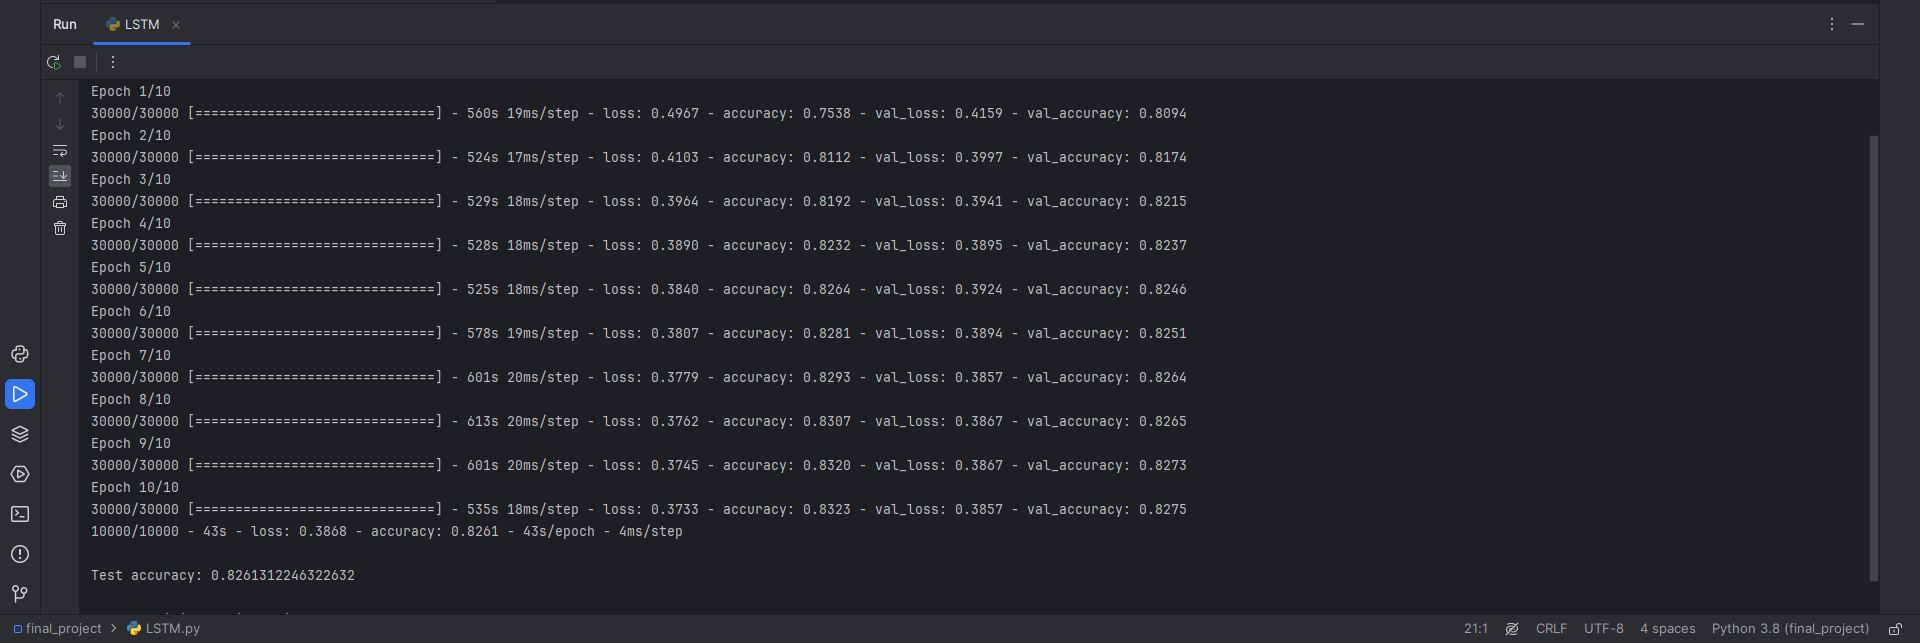 Run LSTM
Epoch 1/10
30000/30000 [==============================] - 560s 19ms/step - loss: 0.4967 - accuracy: 0.7538 - val_loss: 0.4159 - val_accuracy: 0.8094
Epoch 2/10
30000/30000 [==============================] - 524s 17ms/step - loss: 0.4103 - accuracy: 0.8112 - val_loss: 0.3997 - val_accuracy: 0.8174
Epoch 3/10
30000/30000 [==============================] - 529s 18ms/step - loss: 0.3964 - accuracy: 0.8192 - val_loss: 0.3941 - val_accuracy: 0.8215
Epoch 4/10
30000/30000 [==============================] - 528s 18ms/step - loss: 0.3890 - accuracy: 0.8232 - val_loss: 0.3895 - val_accuracy: 0.8237
Epoch 5/10
30000/30000 [==============================] - 525s 18ms/step - loss: 0.3840 - accuracy: 0.8264 - val_loss: 0.3924 - val_accuracy: 0.8246
Epoch 6/10
30000/30000 [==============================] - 578s 19ms/step - loss: 0.3807 - accuracy: 0.8281 - val_loss: 0.3894 - val_accuracy: 0.8251
Epoch 7/10
30000/30000 [==============================] - 601s 20ms/step - loss: 0.3779 - accuracy: 0.8293 - val_loss: 0.3857 - val_accuracy: 0.8264
Epoch 8/10
30000/30000 [==============================] - 613s 20ms/step - loss: 0.3762 - accuracy: 0.8307 - val_loss: 0.3867 - val_accuracy: 0.8265
Epoch 9/10
30000/30000 [==============================] - 601s 20ms/step - loss: 0.3745 - accuracy: 0.8320 - val_loss: 0.3867 - val_accuracy: 0.8273
Epoch 10/10
30000/30000 [==============================] - 535s 18ms/step - loss: 0.3733 - accuracy: 0.8323 - val_loss: 0.3857 - val_accuracy: 0.8275
10000/10000 - 43s - loss: 0.3868 - accuracy: 0.8261 - 43s/epoch - 4ms/step
Test accuracy: 0.8261312246322632
final_project > LSTM.py 21:1 CRLF UTF-8 4 spaces Python 3.8 (final_project)